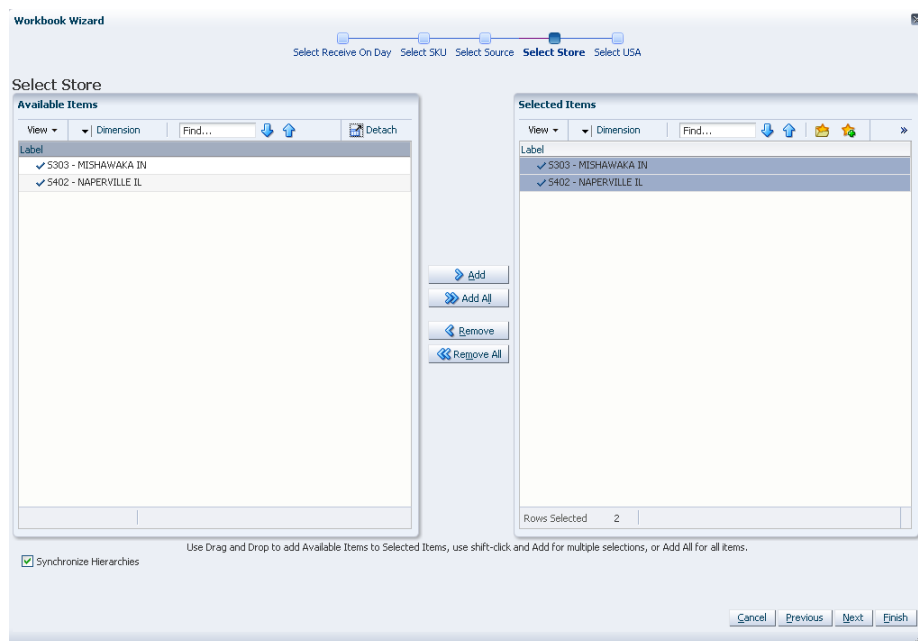 Workbook Wizard
Select Receive On Day Select SKU Select Source Select Store Select USA
Select Store
Available Items
View Dimension Find... Detach
Label
S303 - MISHAWAKA IN
S402 - NAPERVILLE IL
Add
Add All
Remove
Remove All
Selected Items
View Dimension Find... »
Label
S303 - MISHAWAKA IN
S402 - NAPERVILLE IL
Rows Selected 2
Use Drag and Drop to add Available Items to Selected Items, use shift-click and Add for multiple selections, or Add All for all items.
Synchronize Hierarchies
Cancel Previous Next Finish